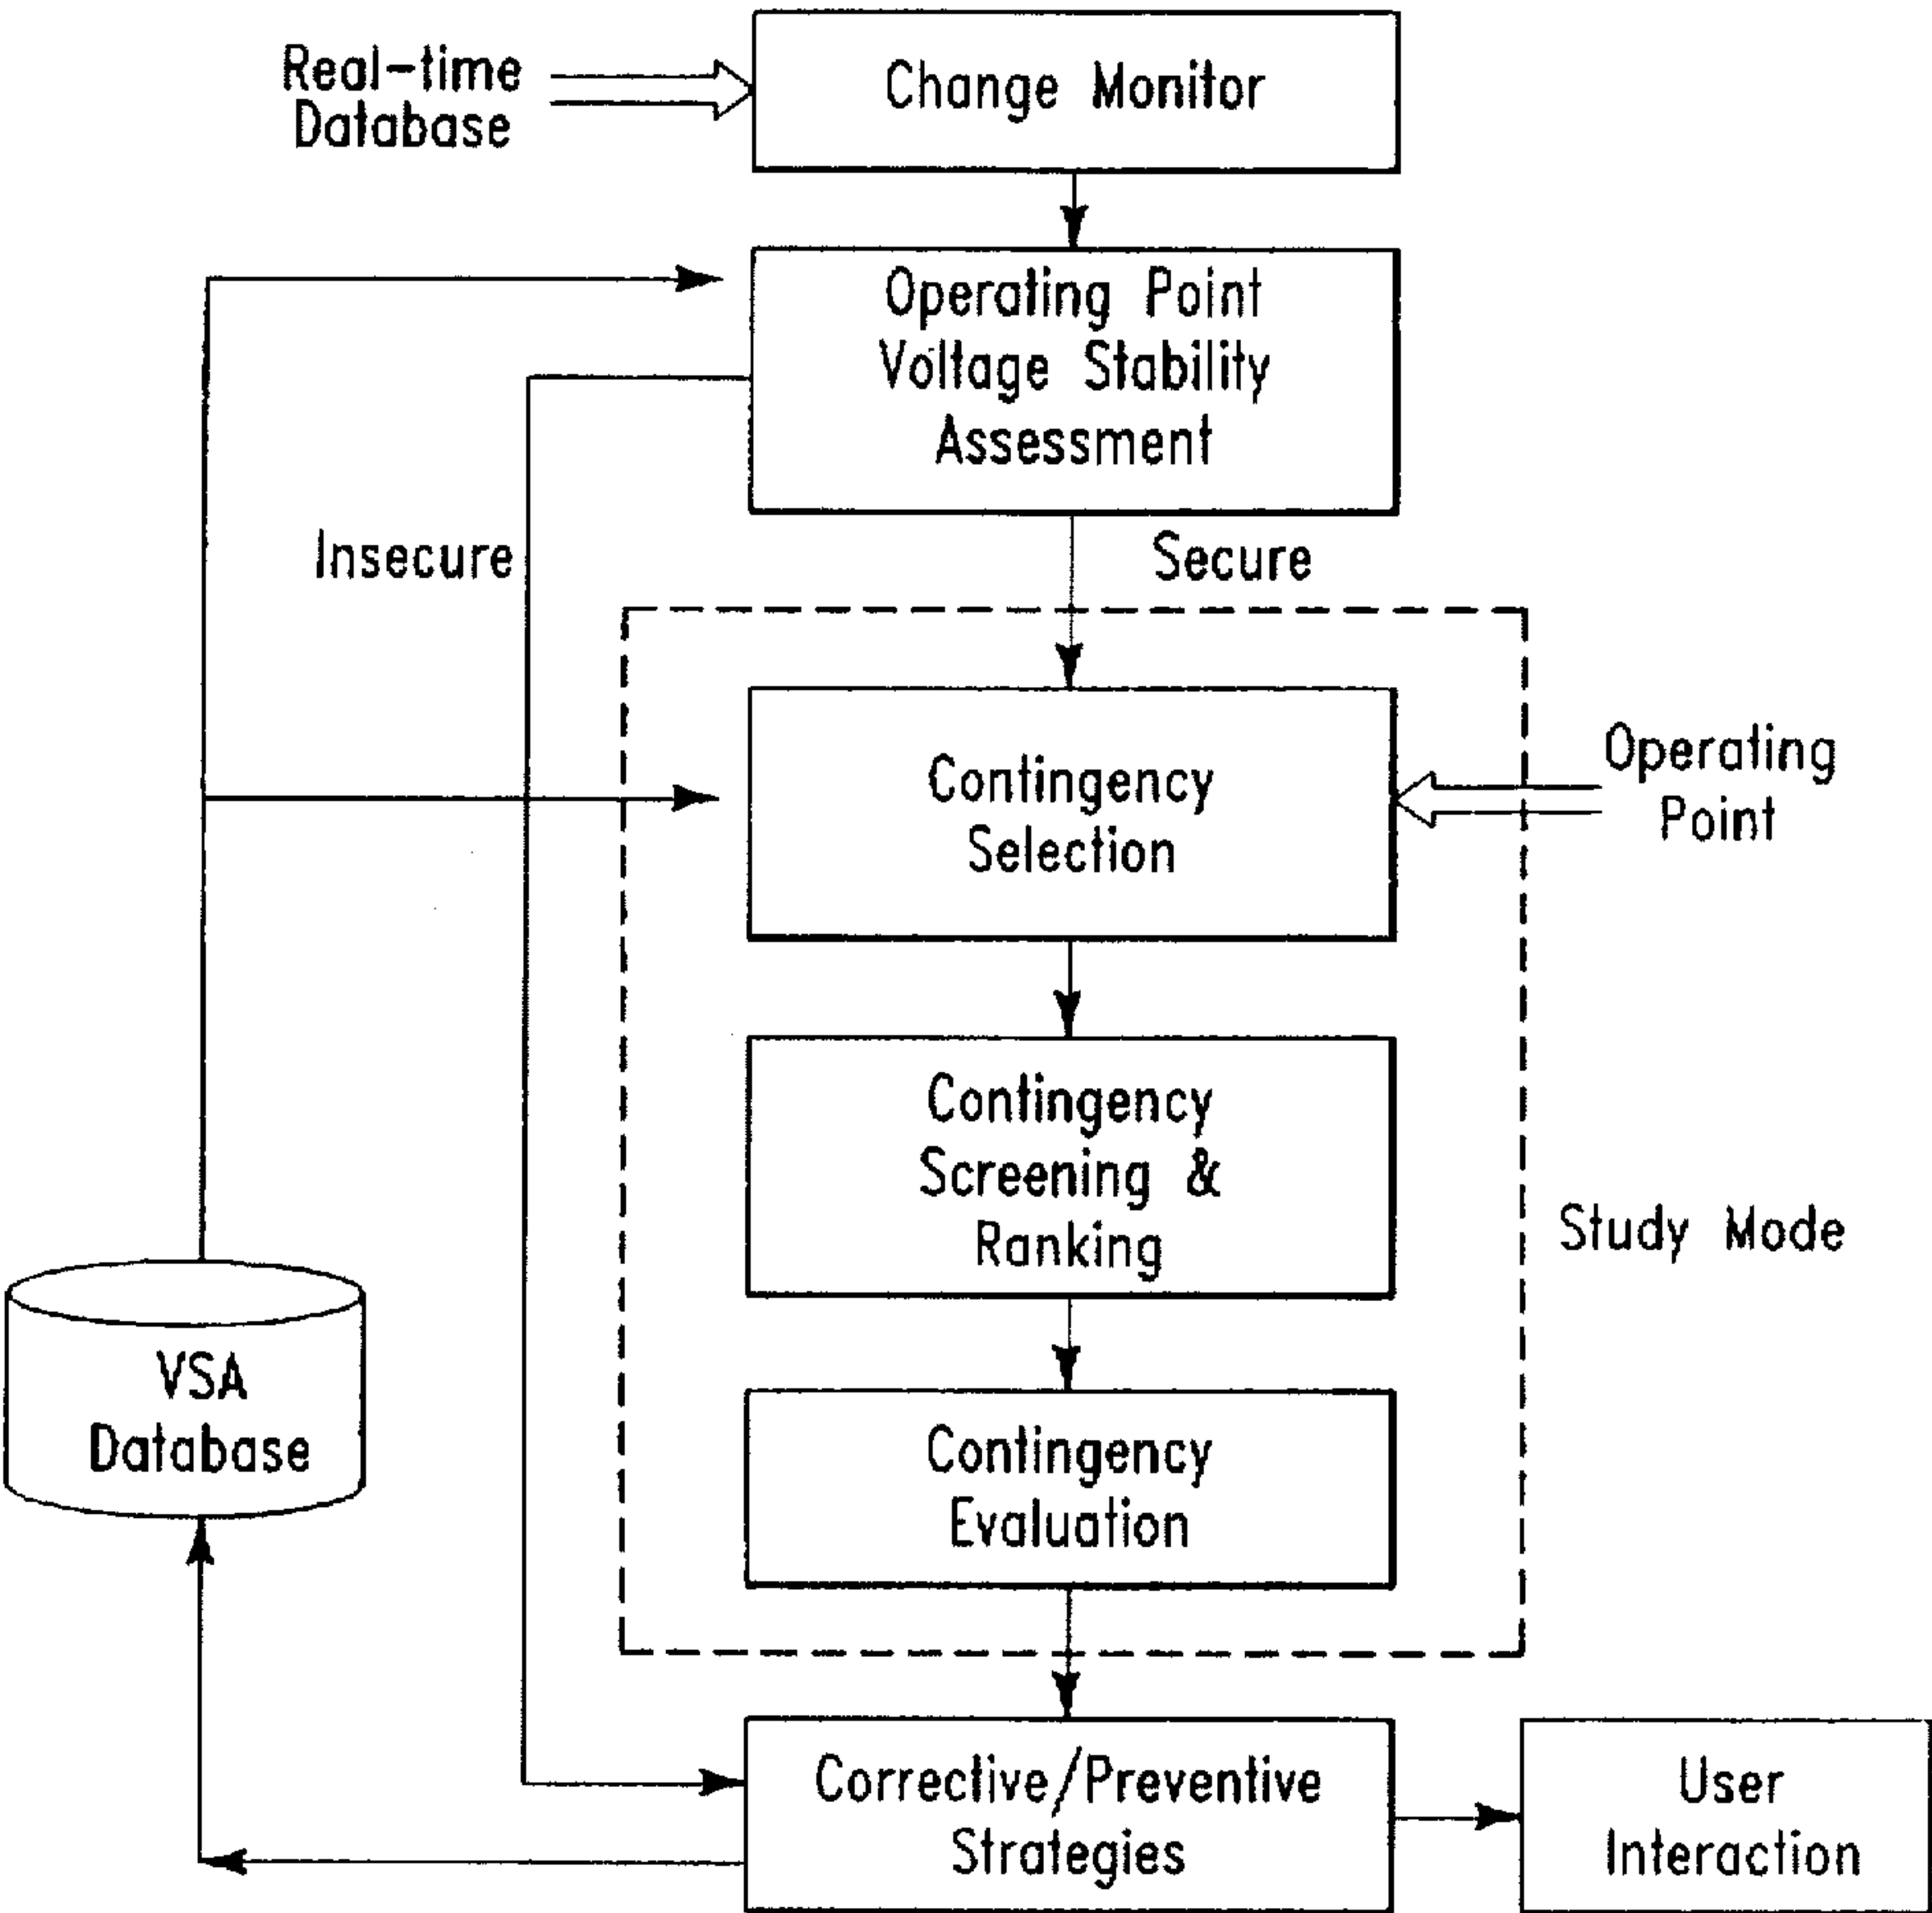 Real-time
Database
Change Monitor
Operating Point
Voltage Stability
Assessment
Insecure
Secure
Contingency
Selection
Operating
Point
Contingency
Screening &
Ranking
Study Mode
VSA
Database
Contingency
Evaluation
Corrective/Preventive
Strategies
User
Interaction